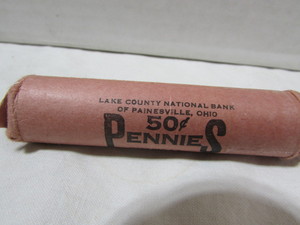 LAKE COUNTY NATIONAL BANK
OF PAINESVILLE, OHIO
50¢
PENNIES